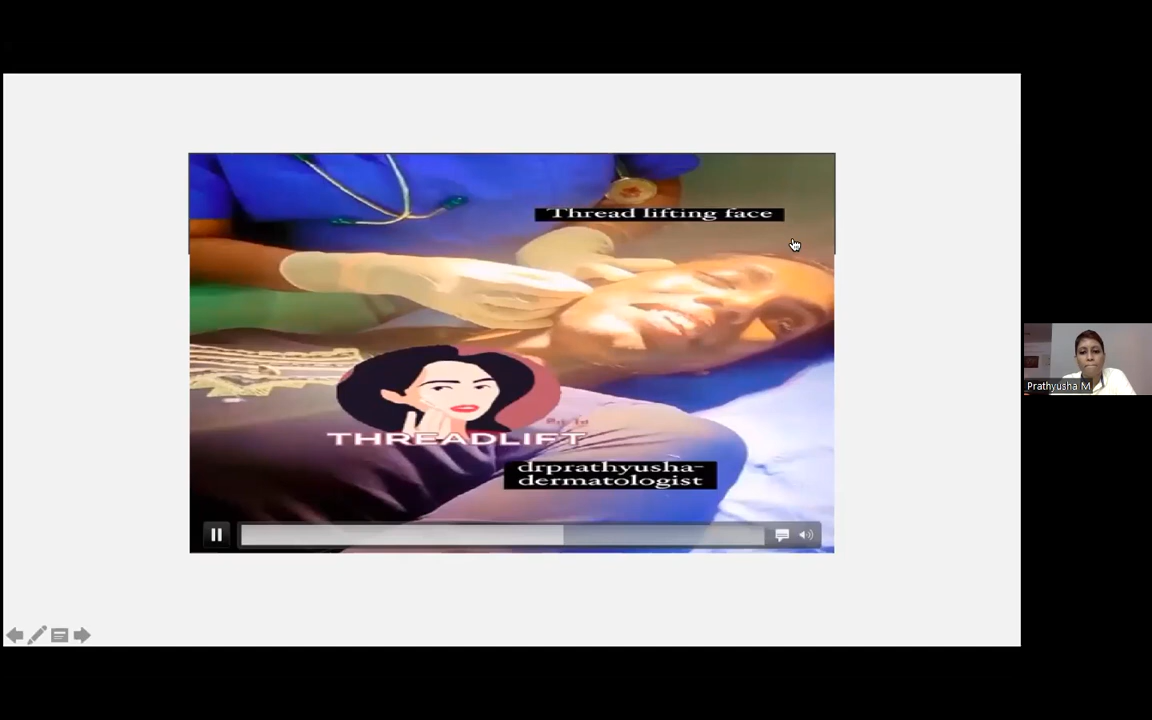 Thread lifting face
THREADLIFT
drprathyusha-
dermatologist
Prathyusha M